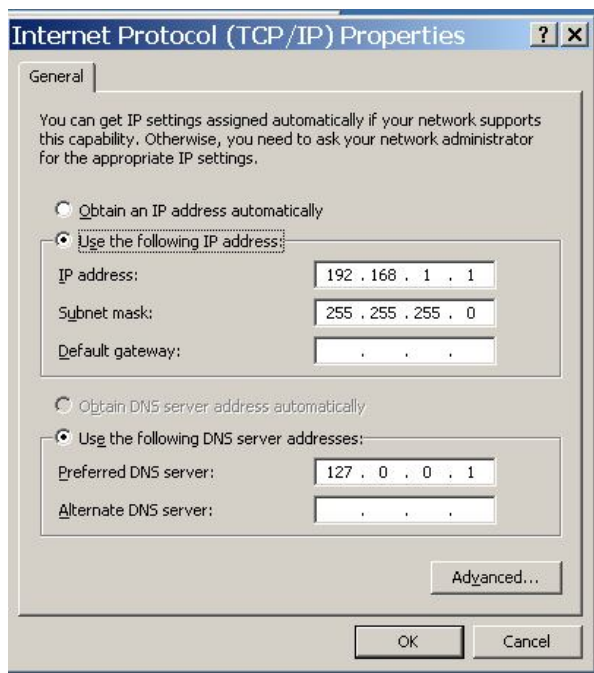 Internet Protocol (TCP/IP) Properties
General
You can get IP settings assigned automatically if your network supports
this capability. Otherwise, you need to ask your network administrator
for the appropriate IP settings.
Obtain an IP address automatically
Use the following IP address:
IP address: 192 . 168 . 1 . 1
Subnet mask: 255 . 255 . 255 . 0
Default gateway: . . .
Obtain DNS server address automatically
Use the following DNS server addresses:
Preferred DNS server: 127 . 0 . 0 . 1
Alternate DNS server: . . .
Advanced...
OK Cancel